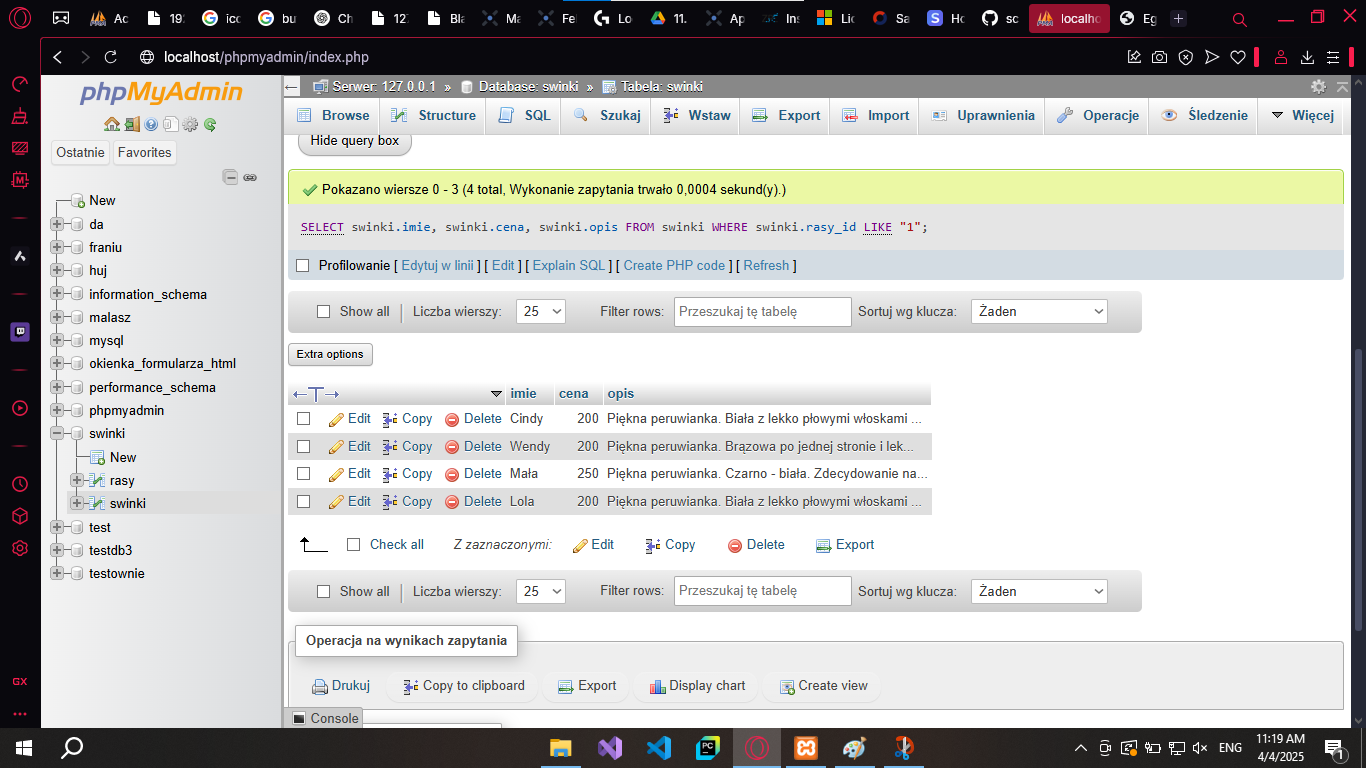 Ac
192
icc
bu
Ch
127
Bla
Ma
Fel
Lo
11.
Ap
Ins
Lic
Sa
Ho
sc
localho
Eg
localhost/phpmyadmin/index.php
phpMyAdmin
Ostatnie Favorites
New
da
franiu
huj
information_schema
malasz
mysql
okienka_formularza_html
performance_schema
phpmyadmin
swinki
New
rasy
swinki
test
testdb3
testownie
Serwer: 127.0.0.1 » Database: swinki » Tabela: swinki
Browse Structure SQL Szukaj Wstaw Export Import Uprawnienia Operacje Śledzenie Więcej
Hide query box
Pokazano wiersze 0 - 3 (4 total, Wykonanie zapytania trwało 0,0004 sekund(y).)
SELECT swinki.imie, swinki.cena, swinki.opis FROM swinki WHERE swinki.rasy_id LIKE "1";
Profilowanie [ Edytuj w linii ] [ Edit ] [ Explain SQL ] [ Create PHP code ] [ Refresh ]
Show all | Liczba wierszy: 25 Filter rows: Przeszukaj tę tabelę Sortuj wg klucza: Żaden
Extra options
imie cena opis
Edit Copy Delete Cindy 200 Piękna peruwianka. Biała z lekko płowymi włoskami ...
Edit Copy Delete Wendy 200 Piękna peruwianka. Brązowa po jednej stronie i lek...
Edit Copy Delete Mała 250 Piękna peruwianka. Czarno - biała. Zdecydowanie na...
Edit Copy Delete Lola 200 Piękna peruwianka. Biała z lekko płowymi włoskami ...
Check all Z zaznaczonymi: Edit Copy Delete Export
Show all | Liczba wierszy: 25 Filter rows: Przeszukaj tę tabelę Sortuj wg klucza: Żaden
Operacja na wynikach zapytania
Drukuj Copy to clipboard Export Display chart Create view
Console
GX
PC
ENG
11:19 AM
4/4/2025
1